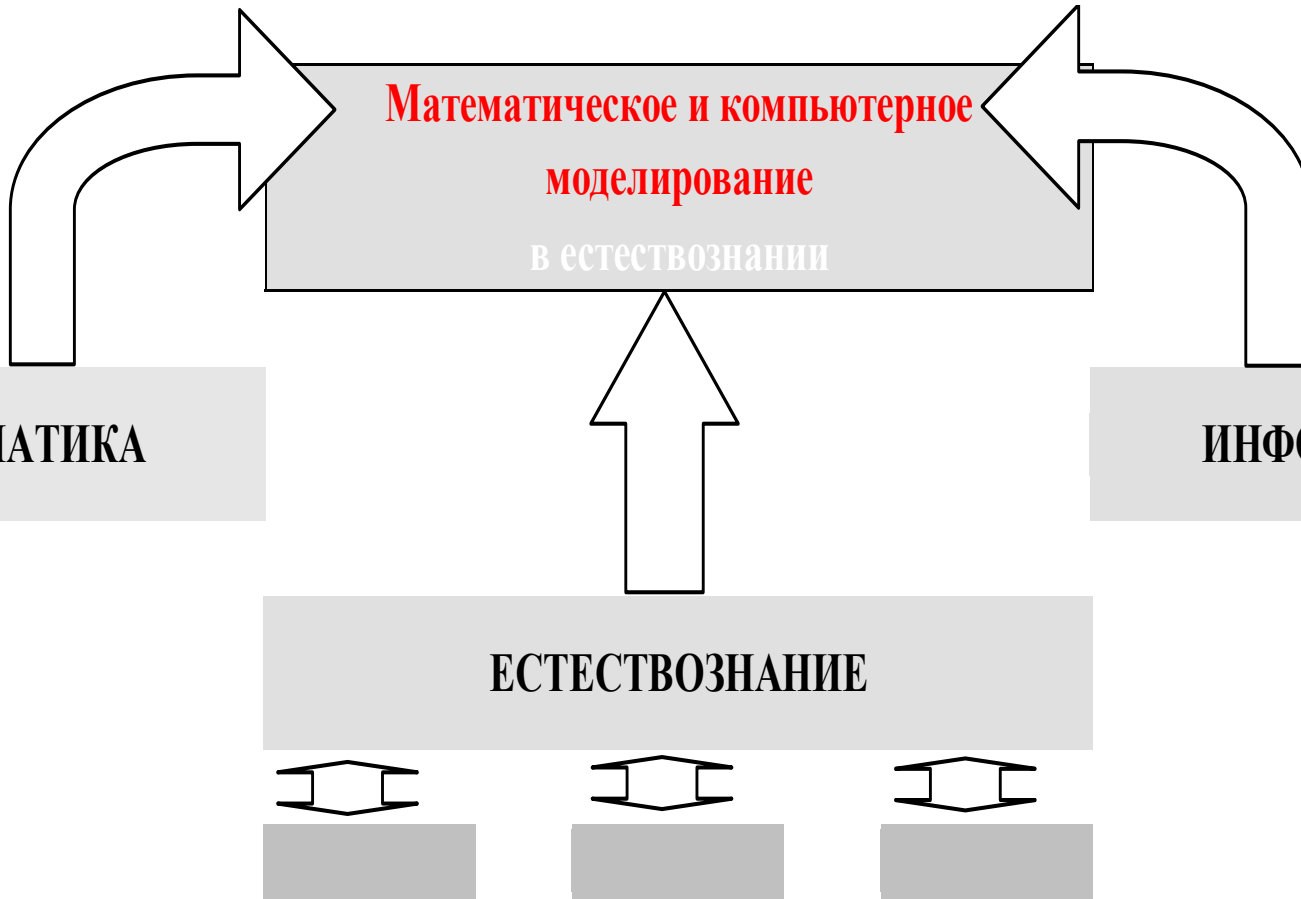 Математическое и компьютерное
моделирование
в естествознании
АТИКА
ИНФ
ЕСТЕСТВОЗНАНИЕ